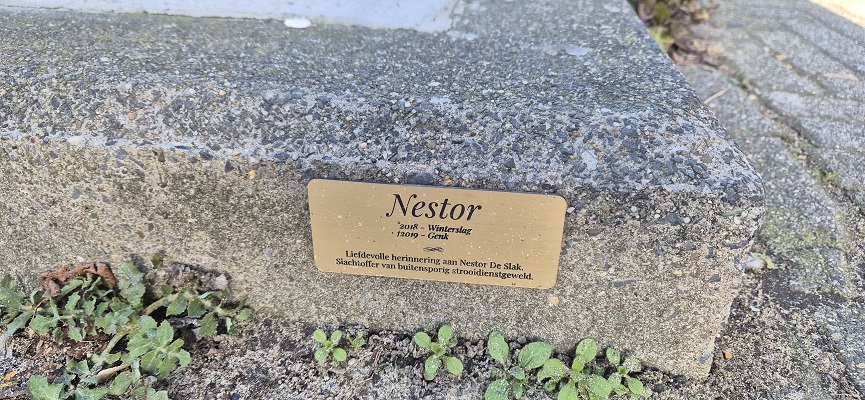 Nestor
°2018 - Winterslag
†2019 - Genk
Liefdevolle herinnering aan Nestor De Slak.
Slachtoffer van buitensporig strooidienstgeweld.